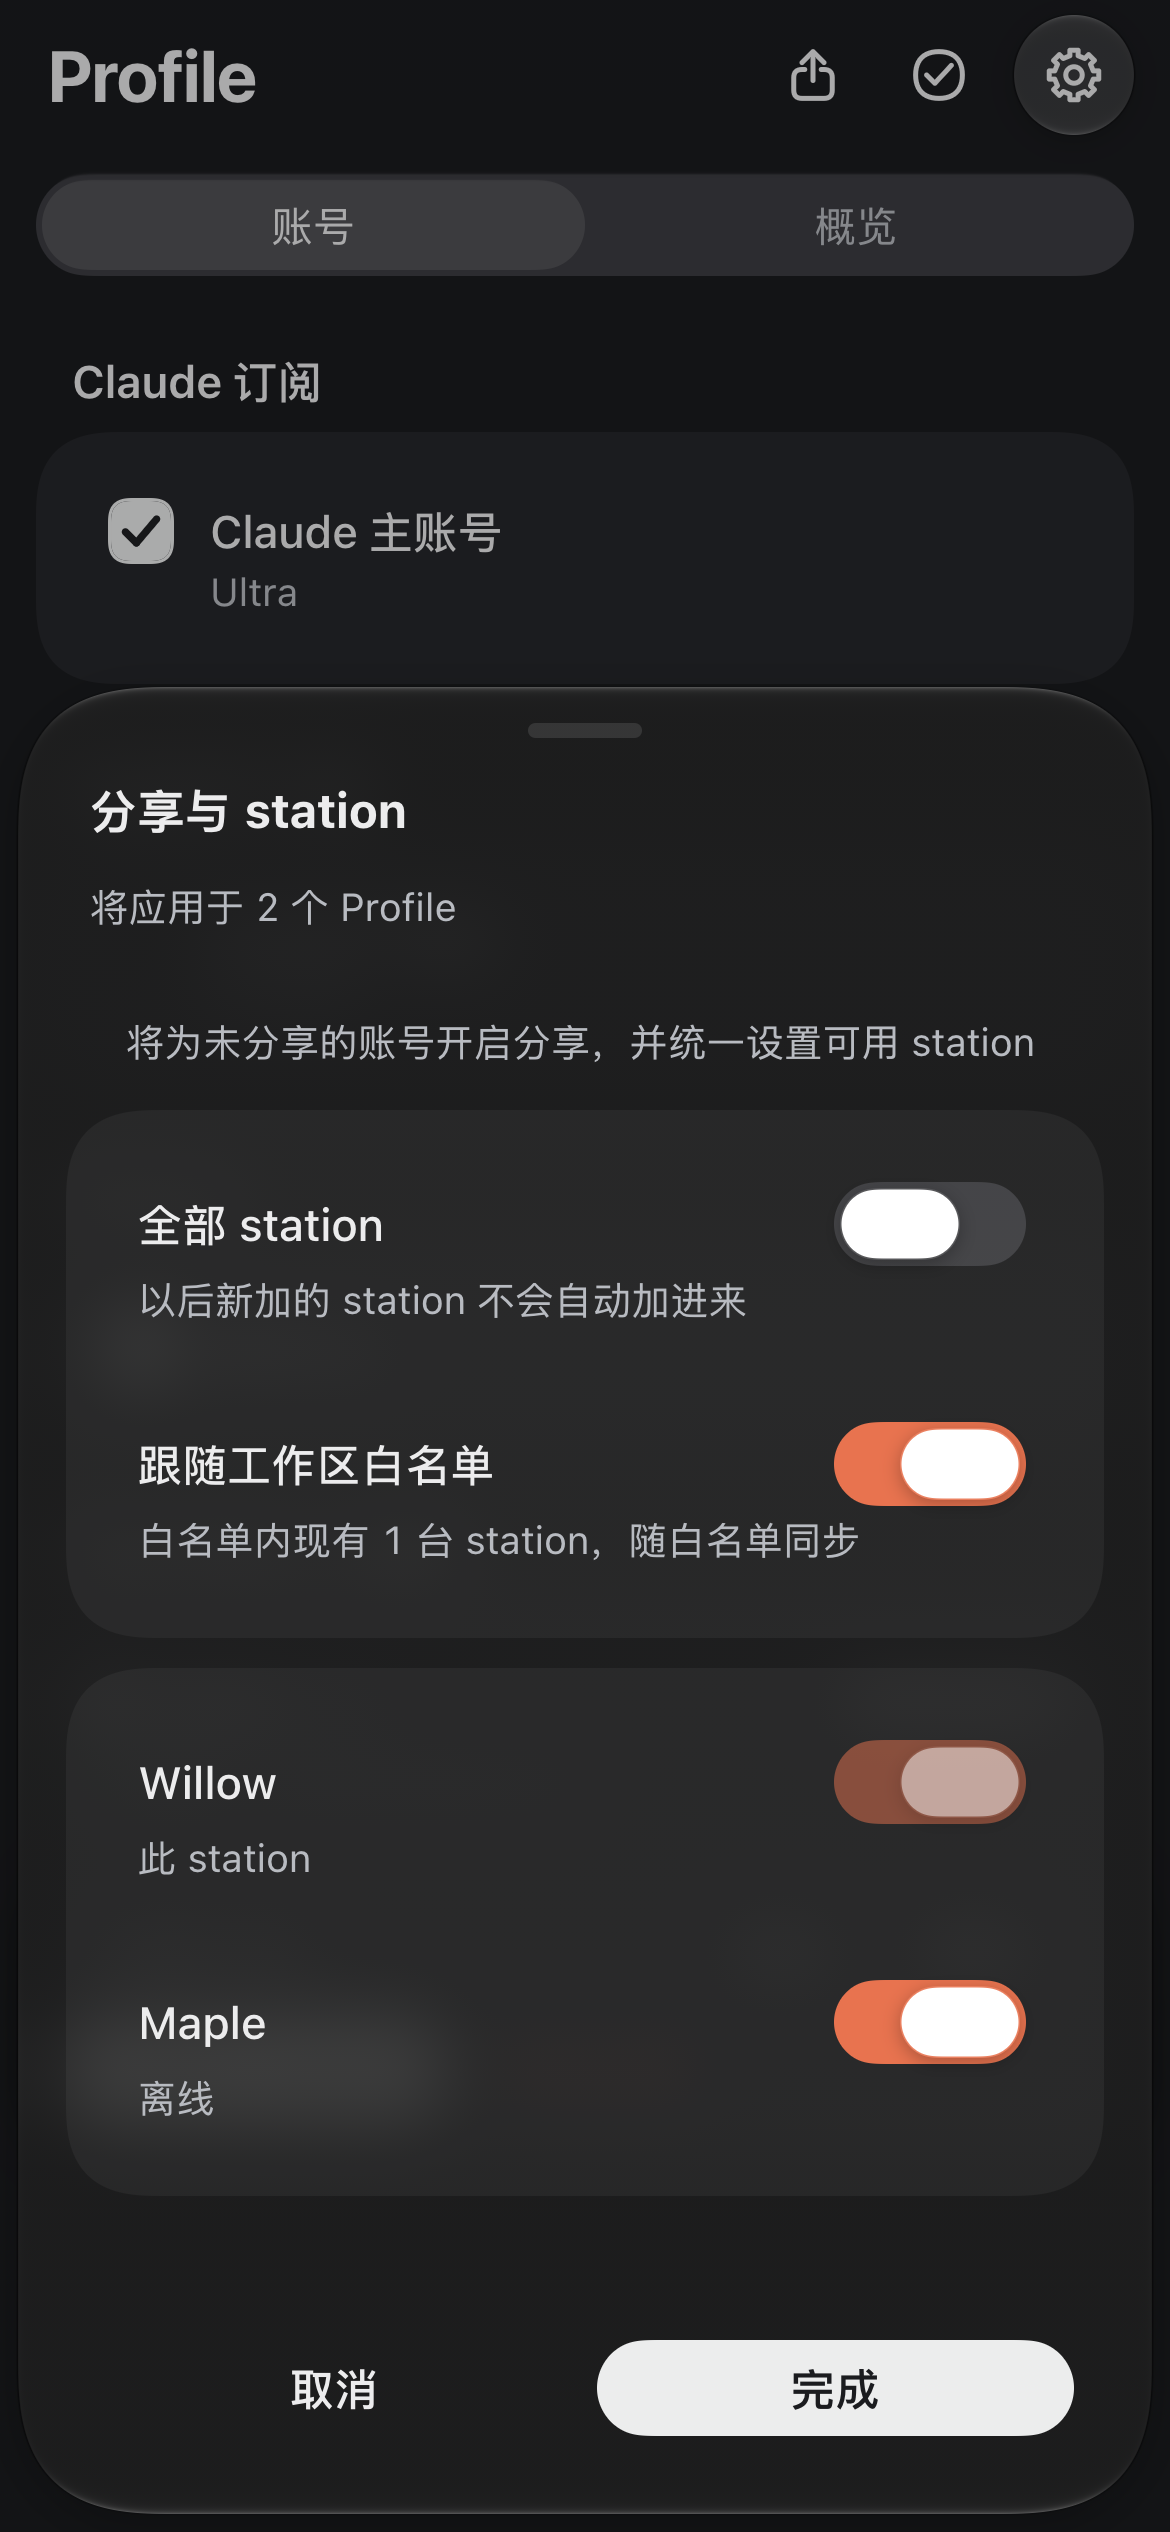 Profile
账号
概览
Claude 订阅
Claude 主账号
Ultra
分享与 station
将应用于 2 个 Profile
将为未分享的账号开启分享，并统一设置可用 station
全部 station
以后新加的 station 不会自动加进来
跟随工作区白名单
白名单内现有 1 台 station，随白名单同步
Willow
此 station
Maple
离线
取消
完成